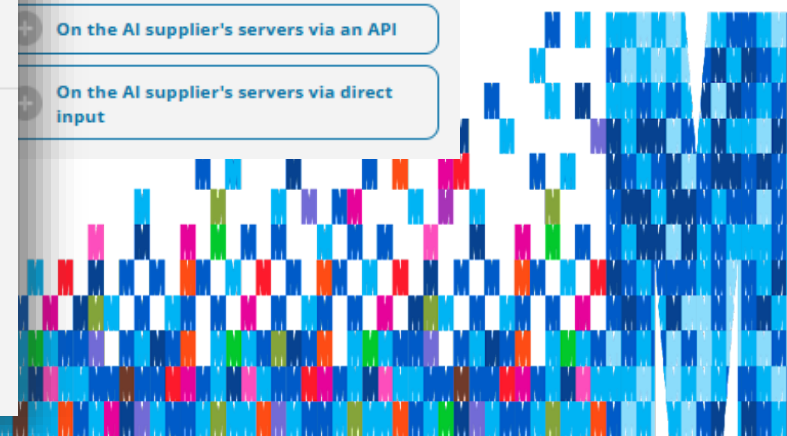 On the AI supplier's servers via an API
On the AI supplier's servers via direct
input